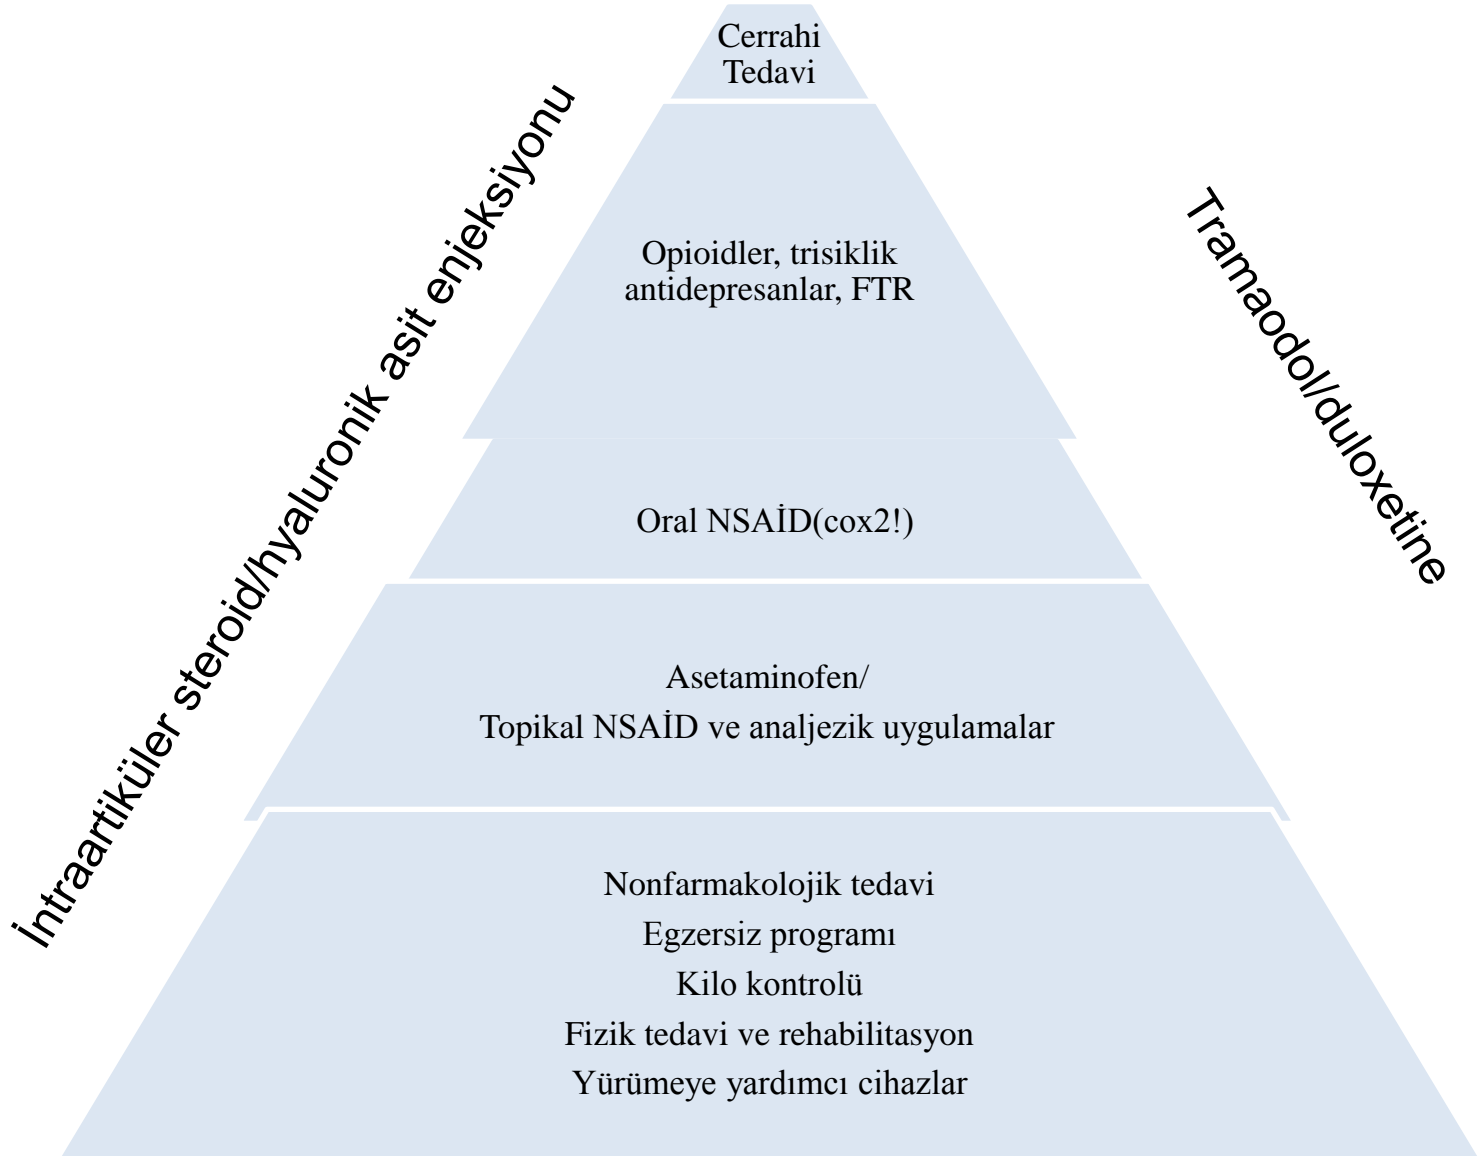 Cerrahi
Tedavi
İntraartiküler steroid/hyaluronik asit enjeksiyonu
Tramaodol/duloxetine
Opioidler, trisiklik
antidepresanlar, FTR
Oral NSAİD(cox2!)
Asetaminofen/
Topikal NSAİD ve analjezik uygulamalar
Nonfarmakolojik tedavi
Egzersiz programı
Kilo kontrolü
Fizik tedavi ve rehabilitasyon
Yürümeye yardımcı cihazlar